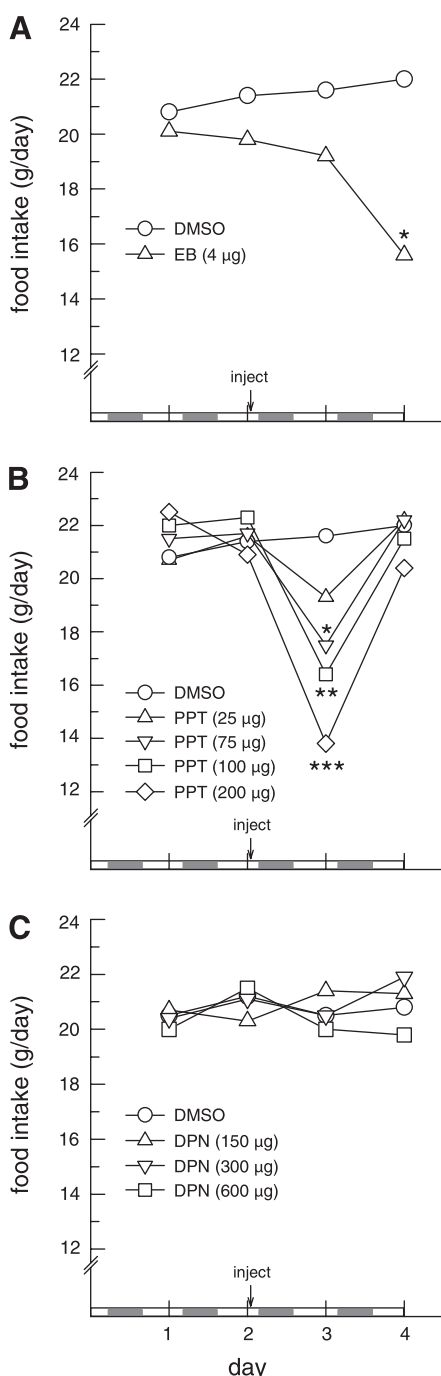 A
24
22
20
18
16
14
12
food intake (g/day)
DMSO
EB (4 µg)
*
inject
B
24
22
20
18
16
14
12
food intake (g/day)
*
**
***
DMSO
PPT (25 µg)
PPT (75 µg)
PPT (100 µg)
PPT (200 µg)
inject
C
24
22
20
18
16
14
12
food intake (g/day)
DMSO
DPN (150 µg)
DPN (300 µg)
DPN (600 µg)
inject
1 2 3 4
day